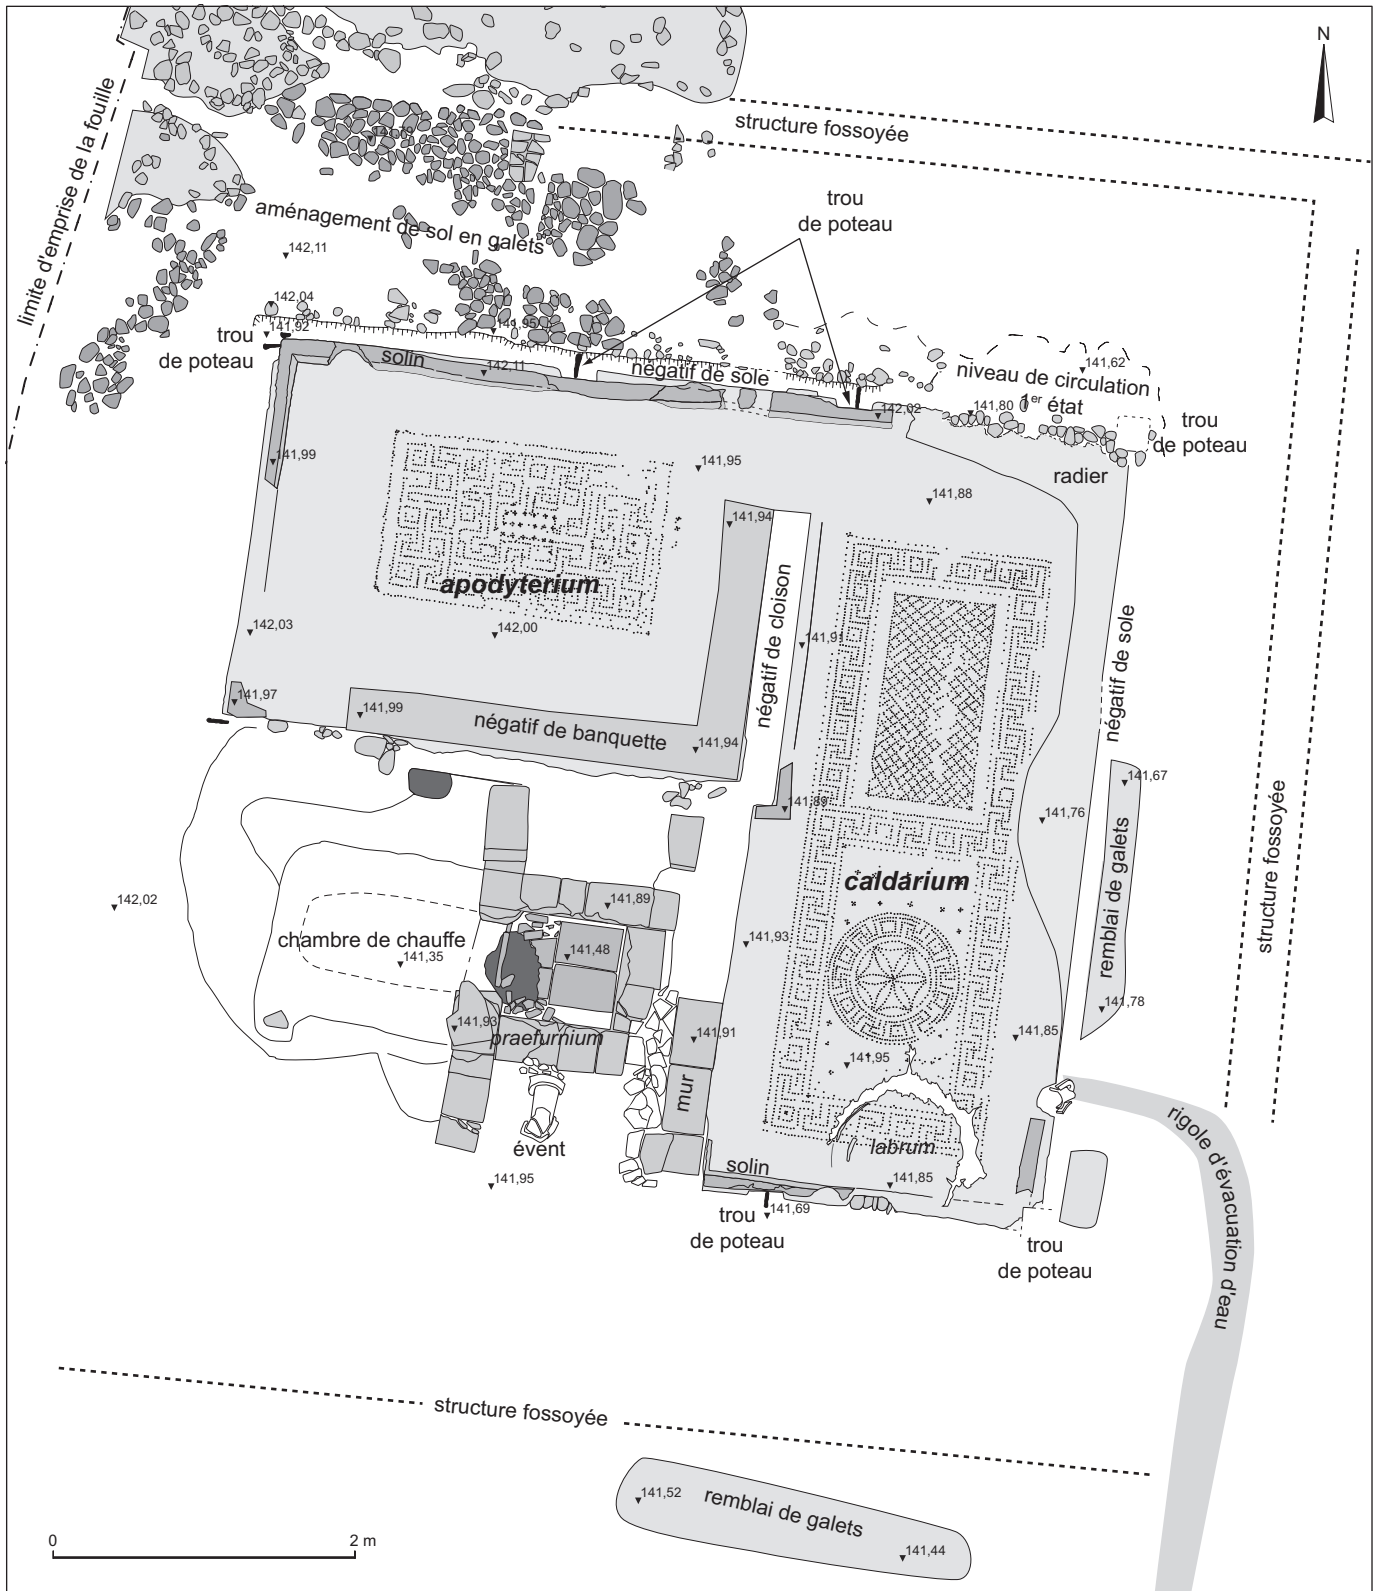 N
structure fossoyée
limite d'emprise de la fouille
141,79
trou
de poteau
aménagement de sol en galets
142,11
142,04
141,92
141,95
trou
de poteau
solin
142,11
négatif de sole
141,62
niveau de circulation
1er état
142,02
141,80
trou
de poteau
radier
141,99
141,95
141,88
141,94
apodyterium
négatif de cloison
négatif de sole
142,03
142,00
141,91
141,97
141,99
négatif de banquette
141,94
141,67
141,89
141,76
remblai de galets
structure fossoyée
caldarium
142,02
141,89
chambre de chauffe
141,35
141,48
141,93
141,78
141,93
praefurnium
141,91
141,85
141,95
mur
rigole d'évacuation d'eau
évent
labrum
solin
141,95
141,85
trou
de poteau
141,69
trou
de poteau
structure fossoyée
141,52
remblai de galets
141,44
0
2 m